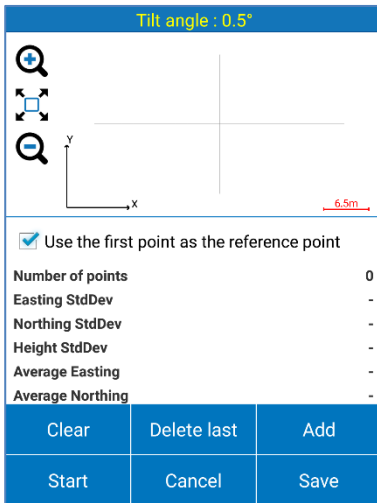 Tilt angle : 0.5°
Y
X
6.5m
Use the first point as the reference point
Number of points 0
Easting StdDev -
Northing StdDev -
Height StdDev -
Average Easting -
Average Northing -
Clear Delete last Add
Start Cancel Save